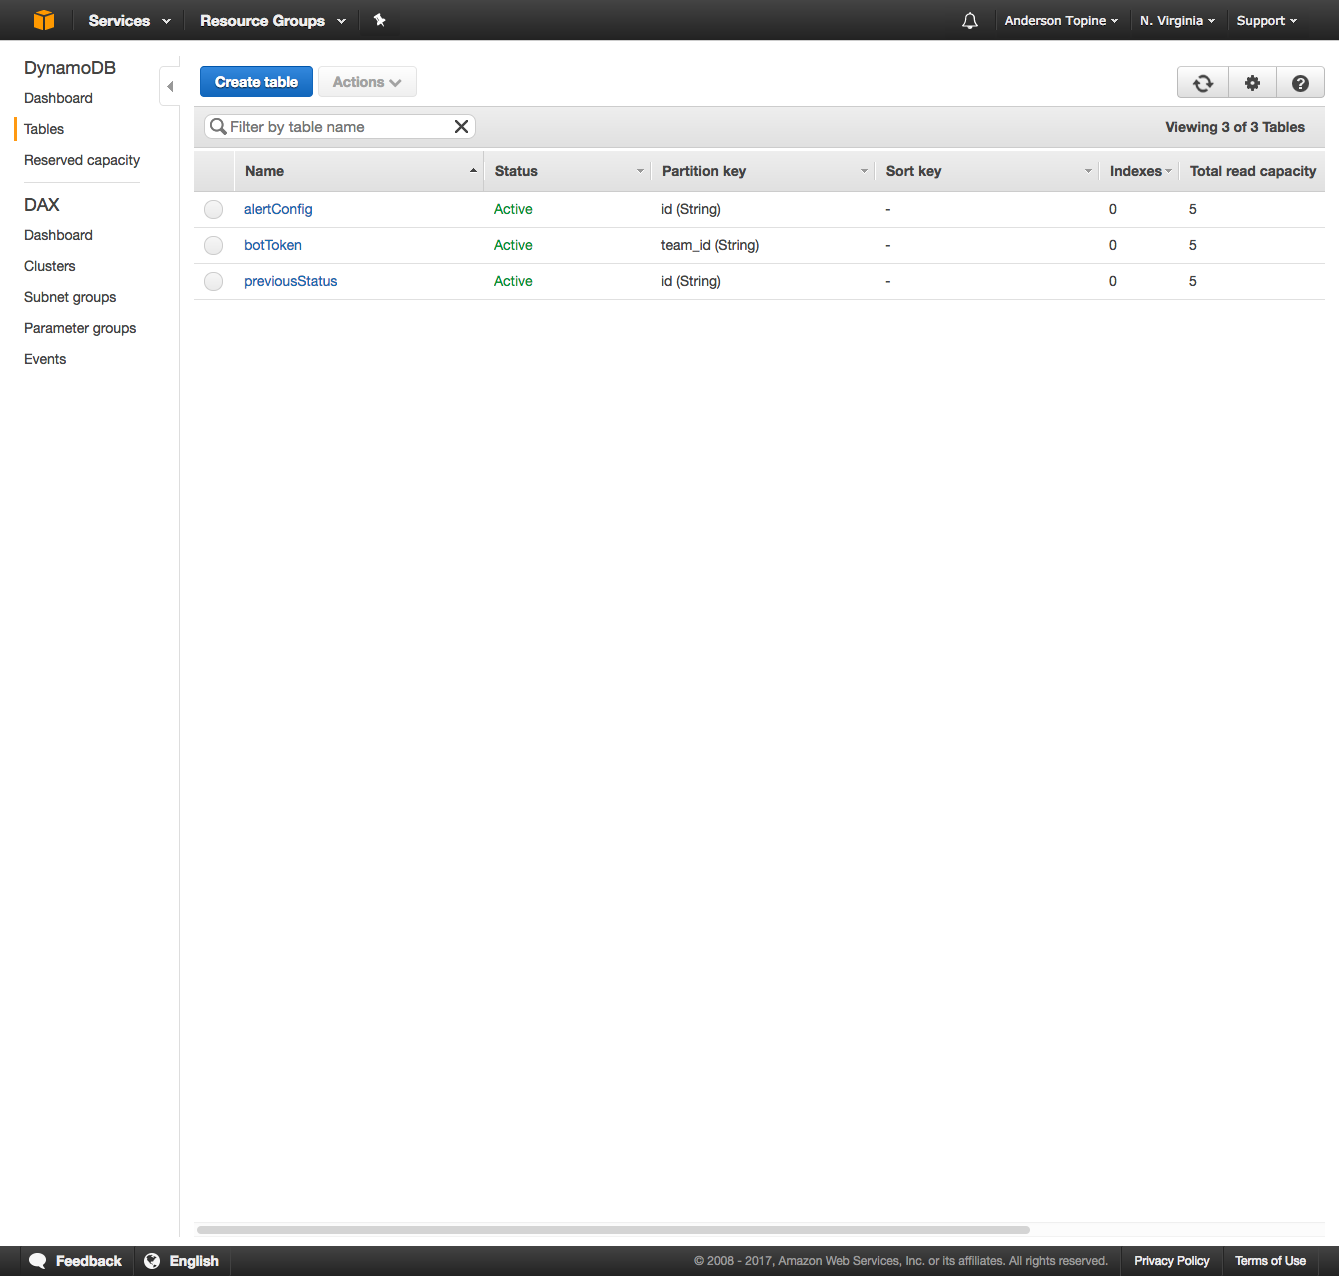 Services Resource Groups Anderson Topine N. Virginia Support
DynamoDB
Dashboard
Tables
Reserved capacity
DAX
Dashboard
Clusters
Subnet groups
Parameter groups
Events
Create table Actions
Filter by table name Viewing 3 of 3 Tables
Name Status Partition key Sort key Indexes Total read capacity
alertConfig Active id (String) - 0 5
botToken Active team_id (String) - 0 5
previousStatus Active id (String) - 0 5
Feedback English © 2008 - 2017, Amazon Web Services, Inc. or its affiliates. All rights reserved. Privacy Policy Terms of Use